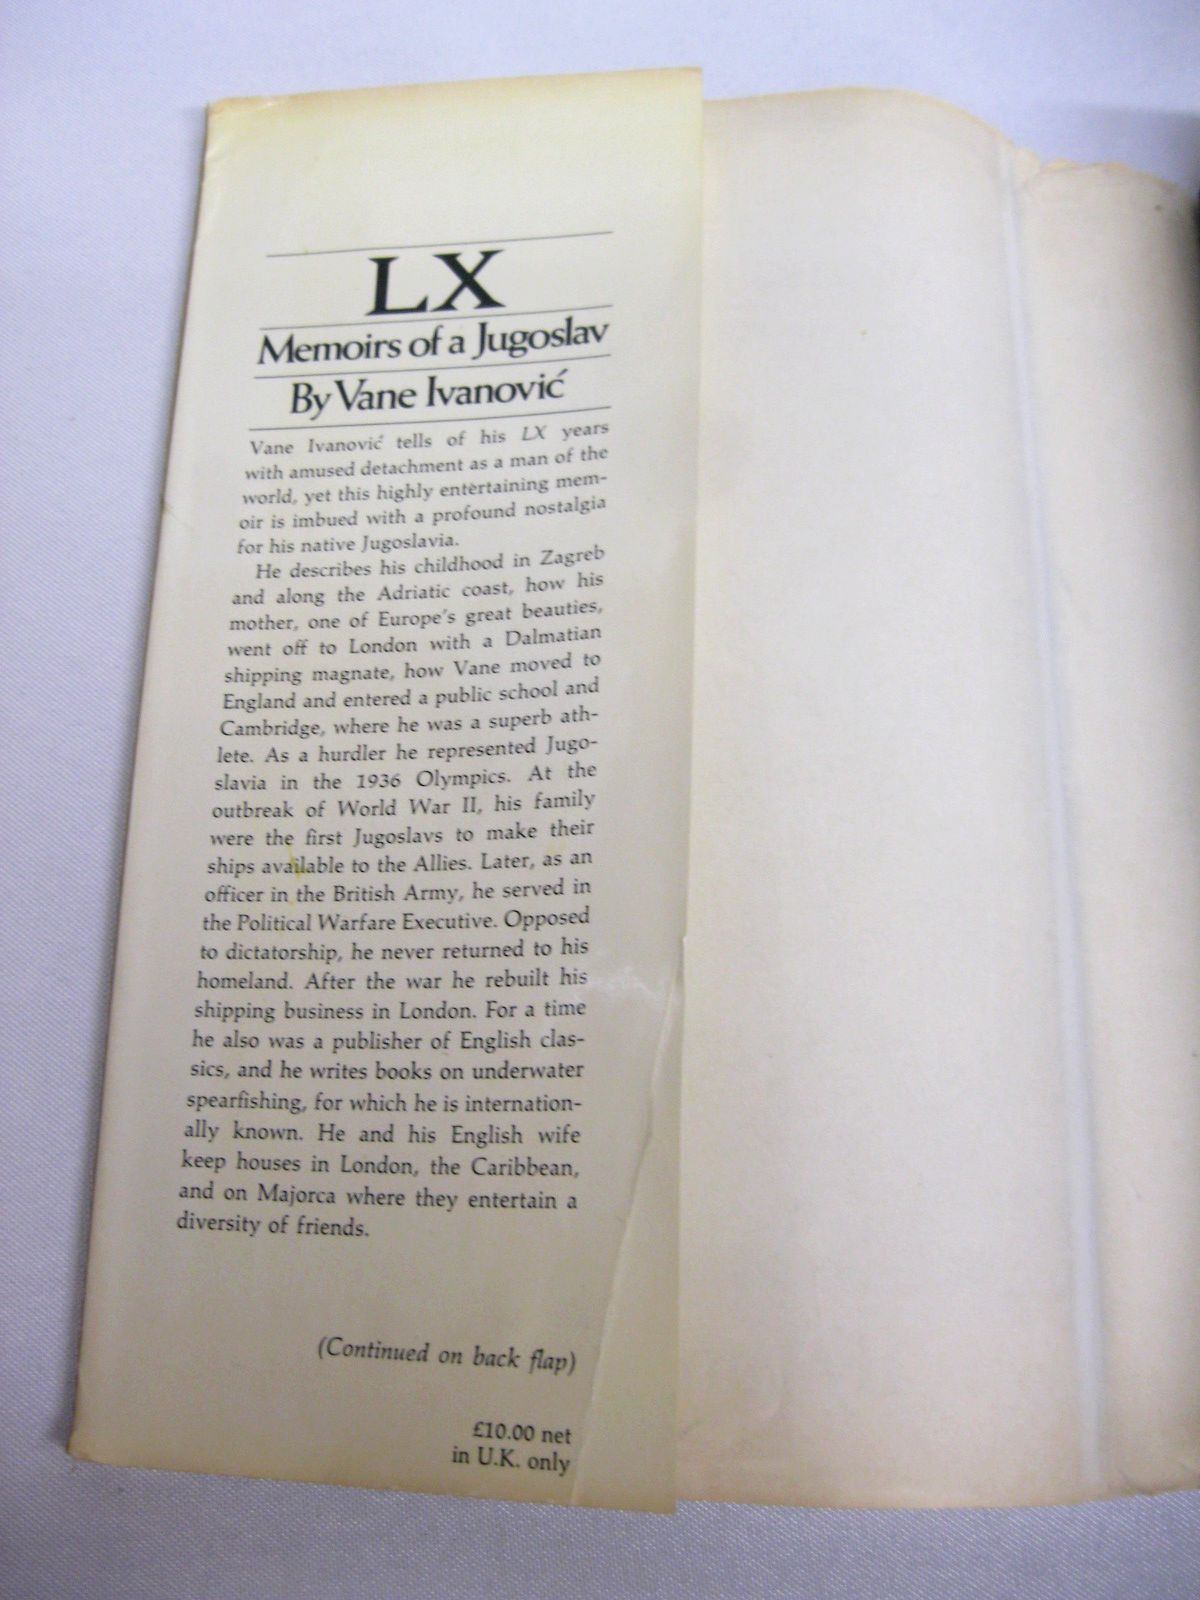 LX
Memoirs of a Jugoslav
By Vane Ivanović
Vane Ivanović tells of his LX years
with amused detachment as a man of the
world, yet this highly entertaining mem-
oir is imbued with a profound nostalgia
for his native Jugoslavia.
He describes his childhood in Zagreb
and along the Adriatic coast, how his
mother, one of Europe's great beauties,
went off to London with a Dalmatian
shipping magnate, how Vane moved to
England and entered a public school and
Cambridge, where he was a superb ath-
lete. As a hurdler he represented Jugo-
slavia in the 1936 Olympics. At the
outbreak of World War II, his family
were the first Jugoslavs to make their
ships available to the Allies. Later, as an
officer in the British Army, he served in
the Political Warfare Executive. Opposed
to dictatorship, he never returned to his
homeland. After the war he rebuilt his
shipping business in London. For a time
he also was a publisher of English clas-
sics, and he writes books on underwater
spearfishing, for which he is internation-
ally known. He and his English wife
keep houses in London, the Caribbean,
and on Majorca where they entertain a
diversity of friends.
(Continued on back flap)
£10.00 net
in U.K. only